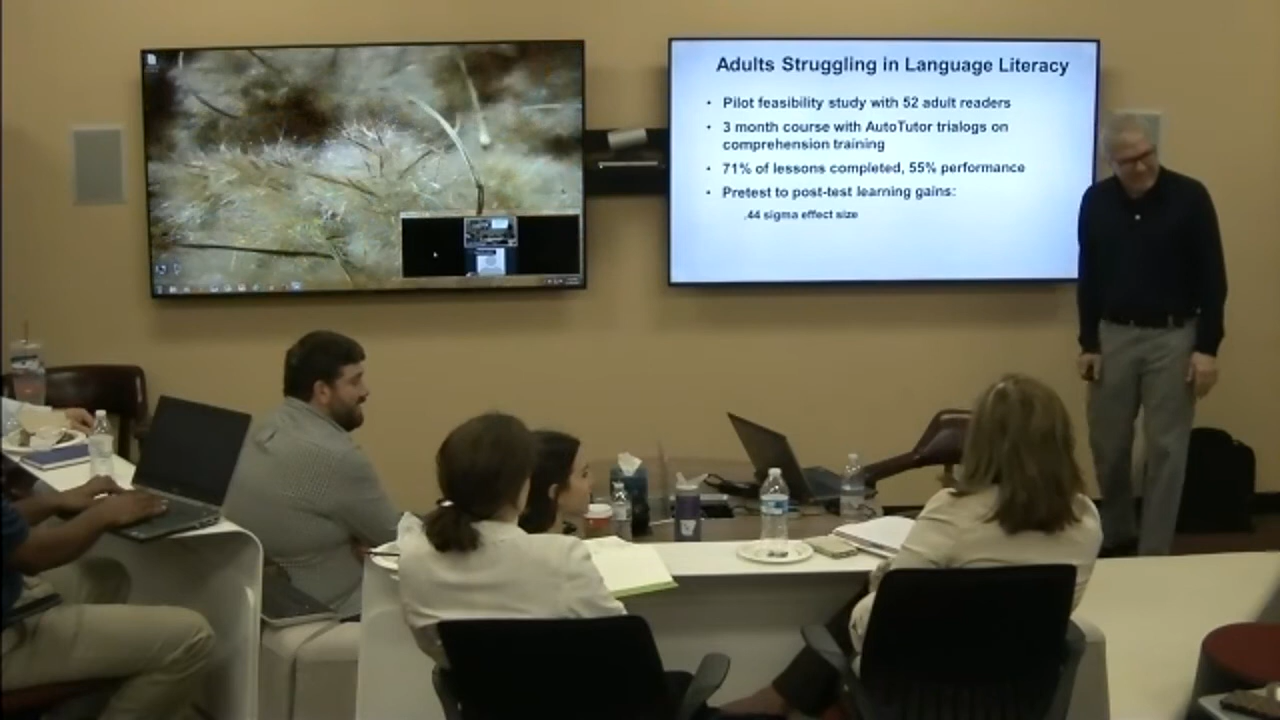 Adults Struggling in Language Literacy
• Pilot feasibility study with 52 adult readers
• 3 month course with AutoTutor trialogs on
comprehension training
• 71% of lessons completed, 55% performance
• Pretest to post-test learning gains:
.44 sigma effect size